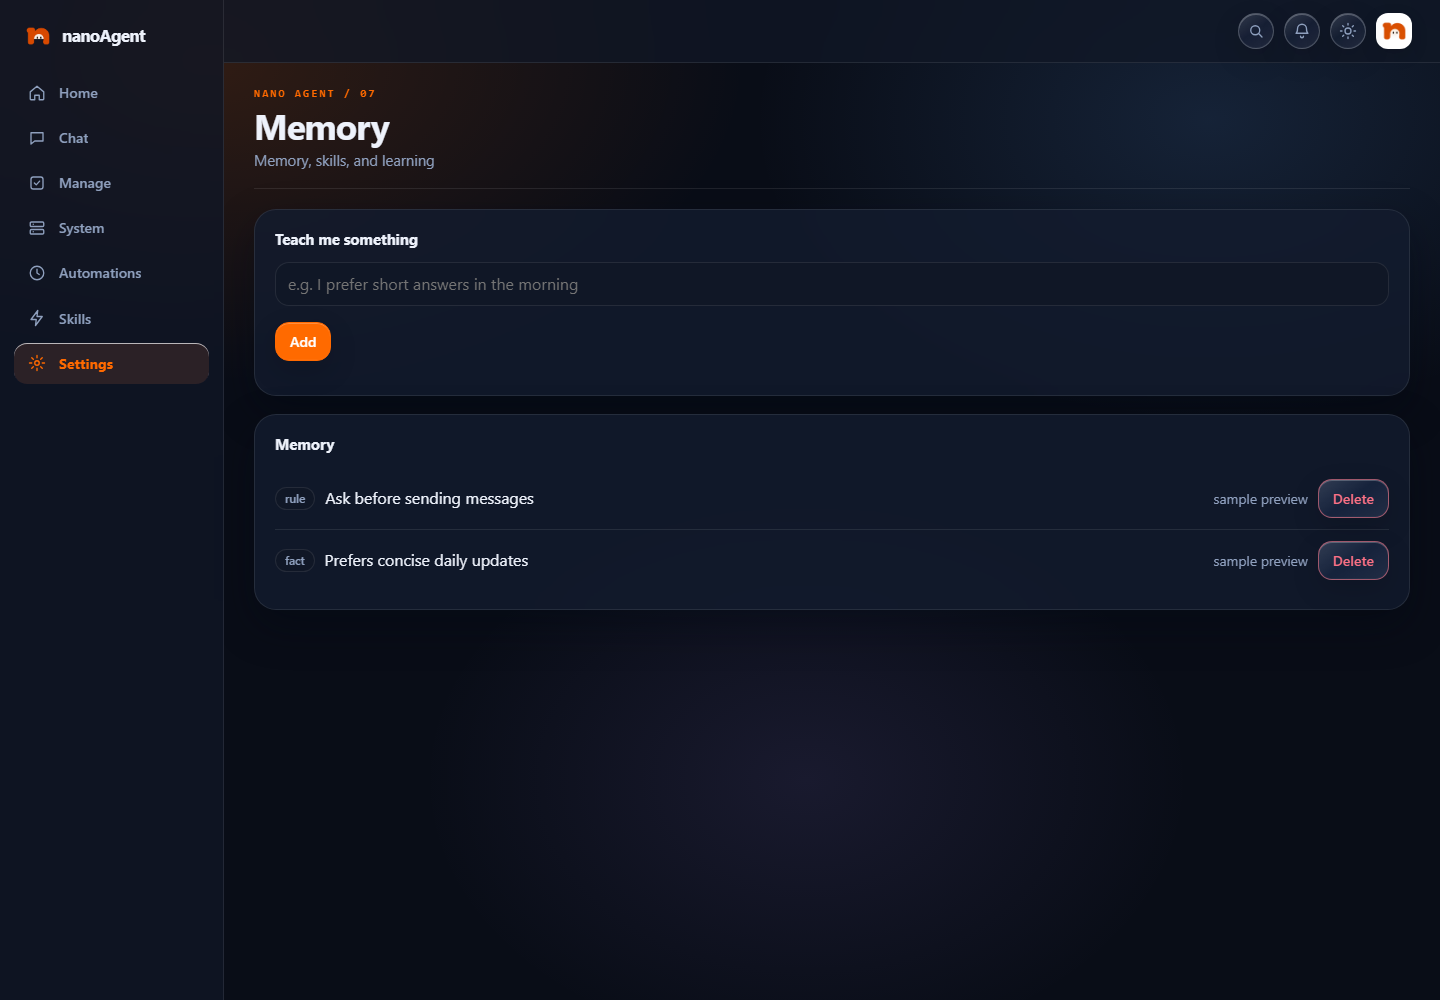 nanoAgent
Home
Chat
Manage
System
Automations
Skills
Settings
NANO AGENT / 07
Memory
Memory, skills, and learning
Teach me something
e.g. I prefer short answers in the morning
Add
Memory
rule Ask before sending messages sample preview Delete
fact Prefers concise daily updates sample preview Delete